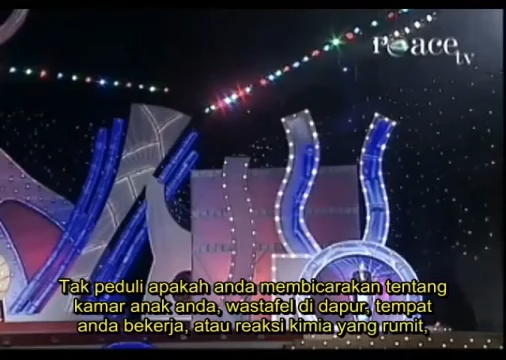 peace
tv
Tak peduli apakah anda membicarakan tentang
kamar anak anda, wastafel di dapur, tempat
anda bekerja, atau reaksi kimia yang rumit,